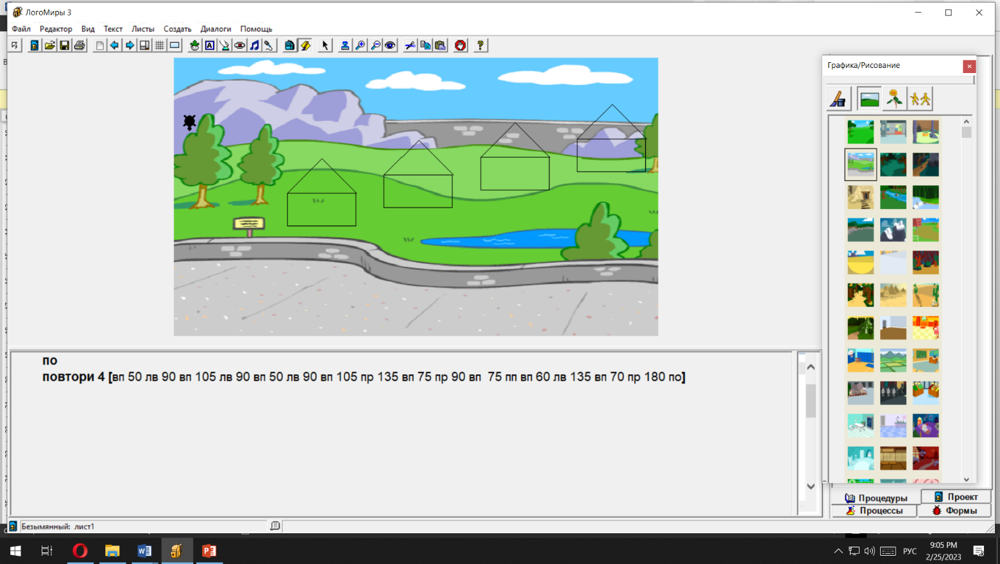 ЛогоМиры 3
Файл Редактор Вид Текст Листы Создать Диалоги Помощь
Графика/Рисование
по
повтори 4 [вп 50 лв 90 вп 105 лв 90 вп 50 лв 90 вп 105 пр 135 вп 75 пр 90 вп  75 пп вп 60 лв 135 вп 70 пр 180 по]
Процедуры Проект
Процессы Формы
Безымянный: лист1
РУС
9:05 PM
2/25/2023